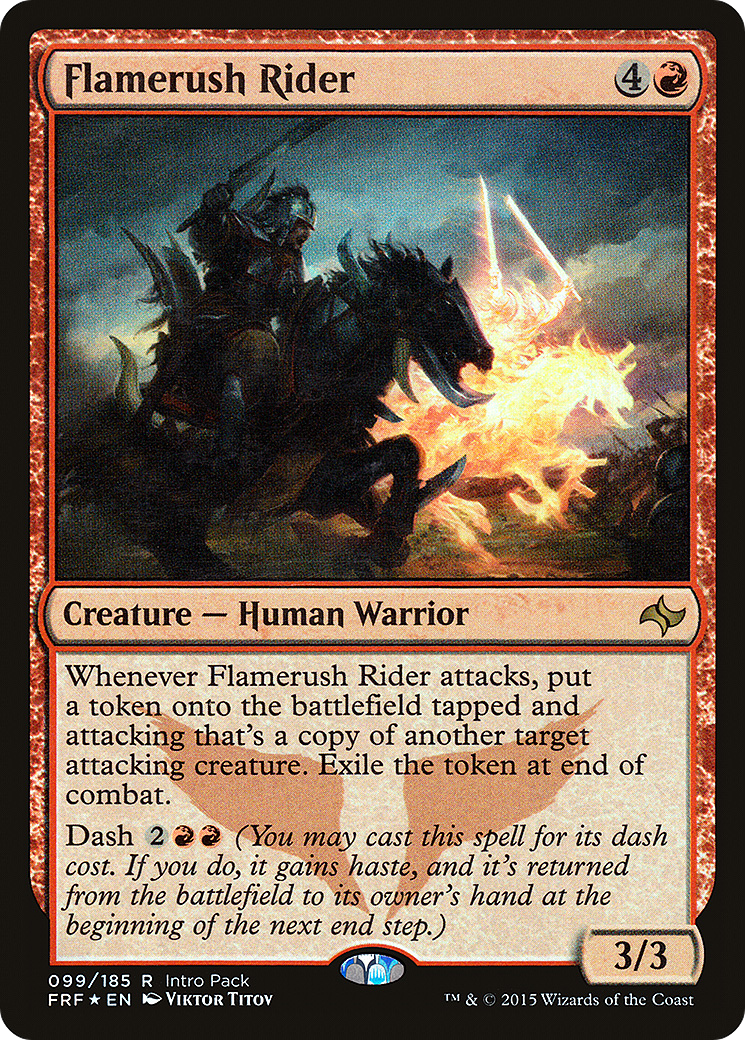 Flamerush Rider 4
Creature — Human Warrior
Whenever Flamerush Rider attacks, put
a token onto the battlefield tapped and
attacking that's a copy of another target
attacking creature. Exile the token at end of
combat.
Dash 2 (You may cast this spell for its dash
cost. If you do, it gains haste, and it's returned
from the battlefield to its owner's hand at the
beginning of the next end step.)
3/3
099/185 R Intro Pack
FRF ★ EN Viktor Titov
™ & © 2015 Wizards of the Coast